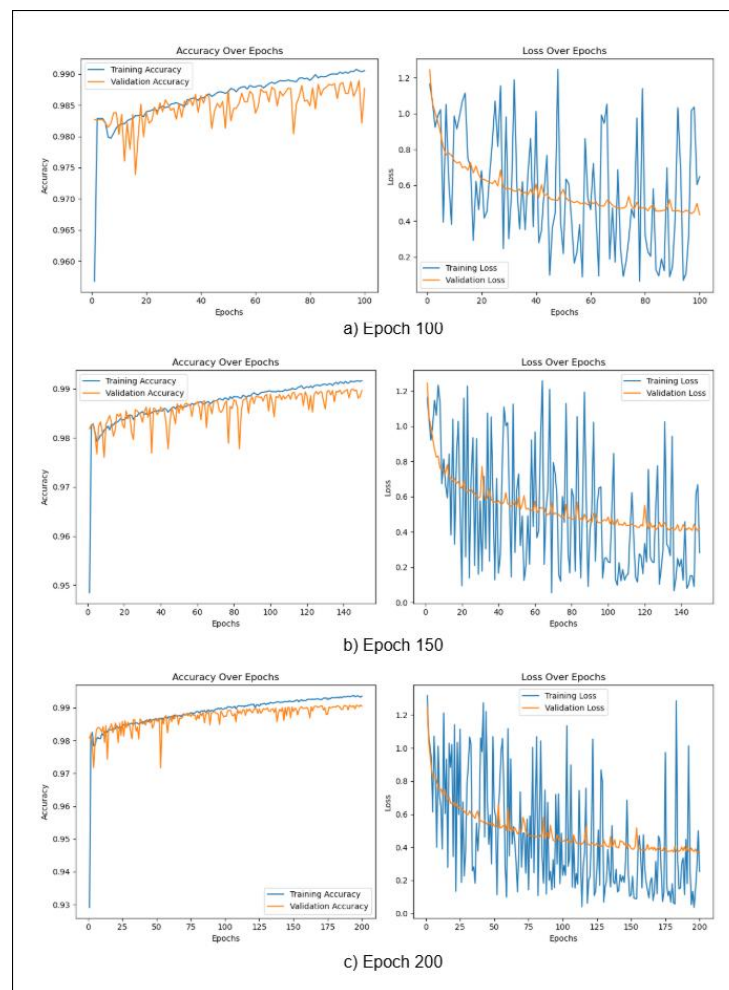 Accuracy Over Epochs
Training Accuracy
Validation Accuracy
0.990
0.985
0.980
0.975
0.970
0.965
0.960
Accuracy
0 20 40 60 80 100
Epochs
Loss Over Epochs
1.2
1.0
0.8
0.6
0.4
0.2
Loss
Training Loss
Validation Loss
0 20 40 60 80 100
Epochs
a) Epoch 100
Accuracy Over Epochs
Training Accuracy
Validation Accuracy
0.99
0.98
0.97
0.96
0.95
Accuracy
0 20 40 60 80 100 120 140
Epochs
Loss Over Epochs
Training Loss
Validation Loss
1.2
1.0
0.8
0.6
0.4
0.2
0.0
Loss
0 20 40 60 80 100 120 140
Epochs
b) Epoch 150
Accuracy Over Epochs
0.99
0.98
0.97
0.96
0.95
0.94
0.93
Accuracy
Training Accuracy
Validation Accuracy
0 25 50 75 100 125 150 175 200
Epochs
Loss Over Epochs
Training Loss
Validation Loss
1.2
1.0
0.8
0.6
0.4
0.2
0.0
Loss
0 25 50 75 100 125 150 175 200
Epochs
c) Epoch 200